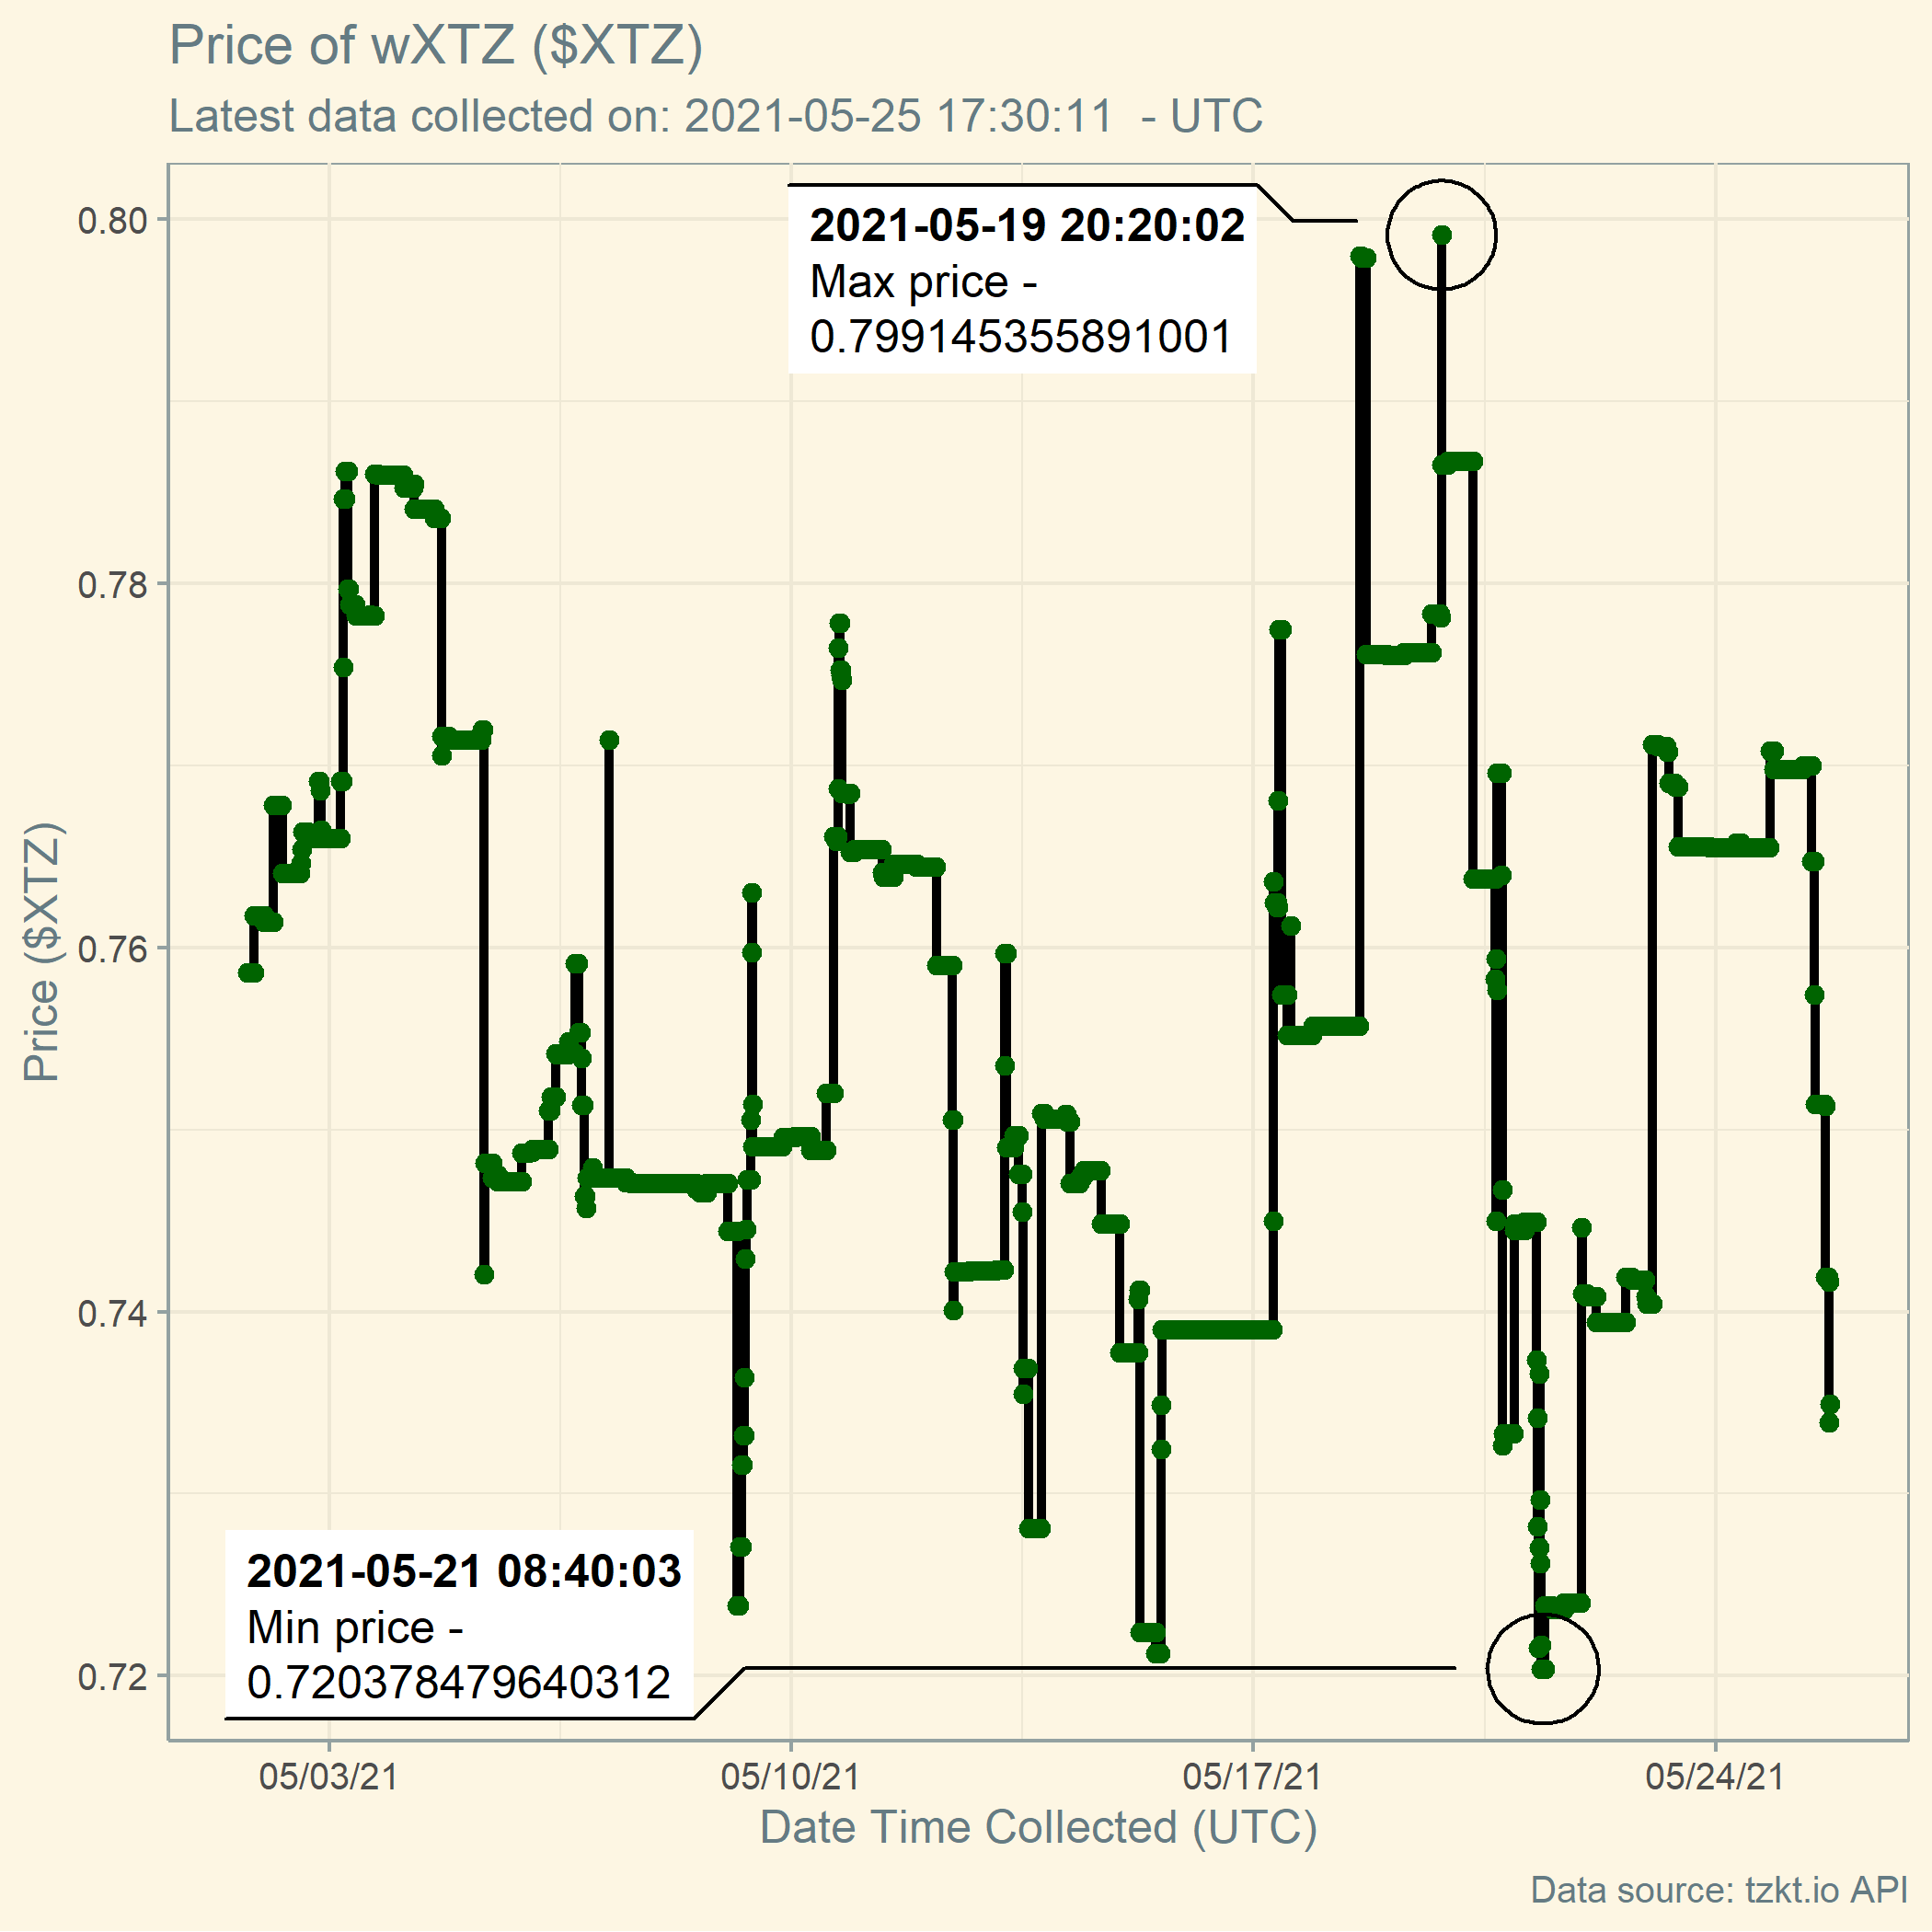 Price of wXTZ ($XTZ)
Latest data collected on: 2021-05-25 17:30:11  - UTC
2021-05-19 20:20:02
Max price -
0.799145355891001
0.80
0.78
0.76
0.74
0.72
Price ($XTZ)
2021-05-21 08:40:03
Min price -
0.720378479640312
05/03/21
05/10/21
05/17/21
05/24/21
Date Time Collected (UTC)
Data source: tzkt.io API